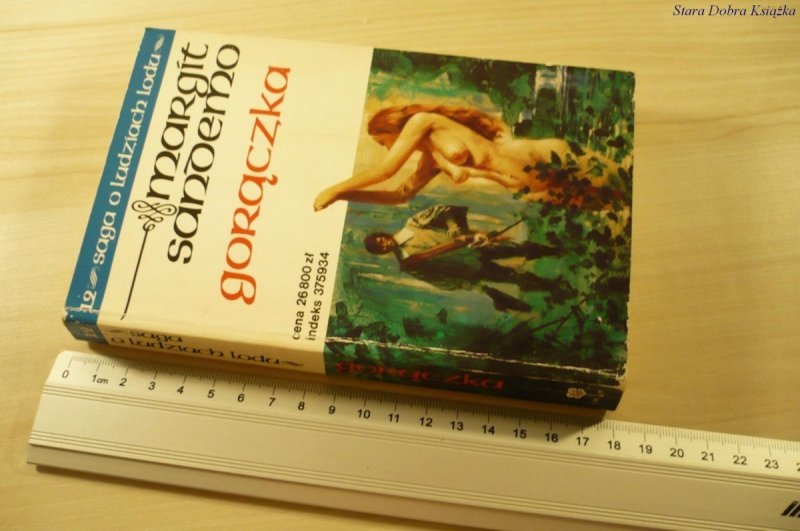 Stara Dobra Książka
12 saga o ludziach lodu
margit
sandemo
gorączka
cena 26800 zł
indeks 375934
12
saga
o ludziach lodu
0 1cm 2 3 4 5 6 7 8 9 10 11 12 13 14 15 16 17 18 19 20 21 22 23